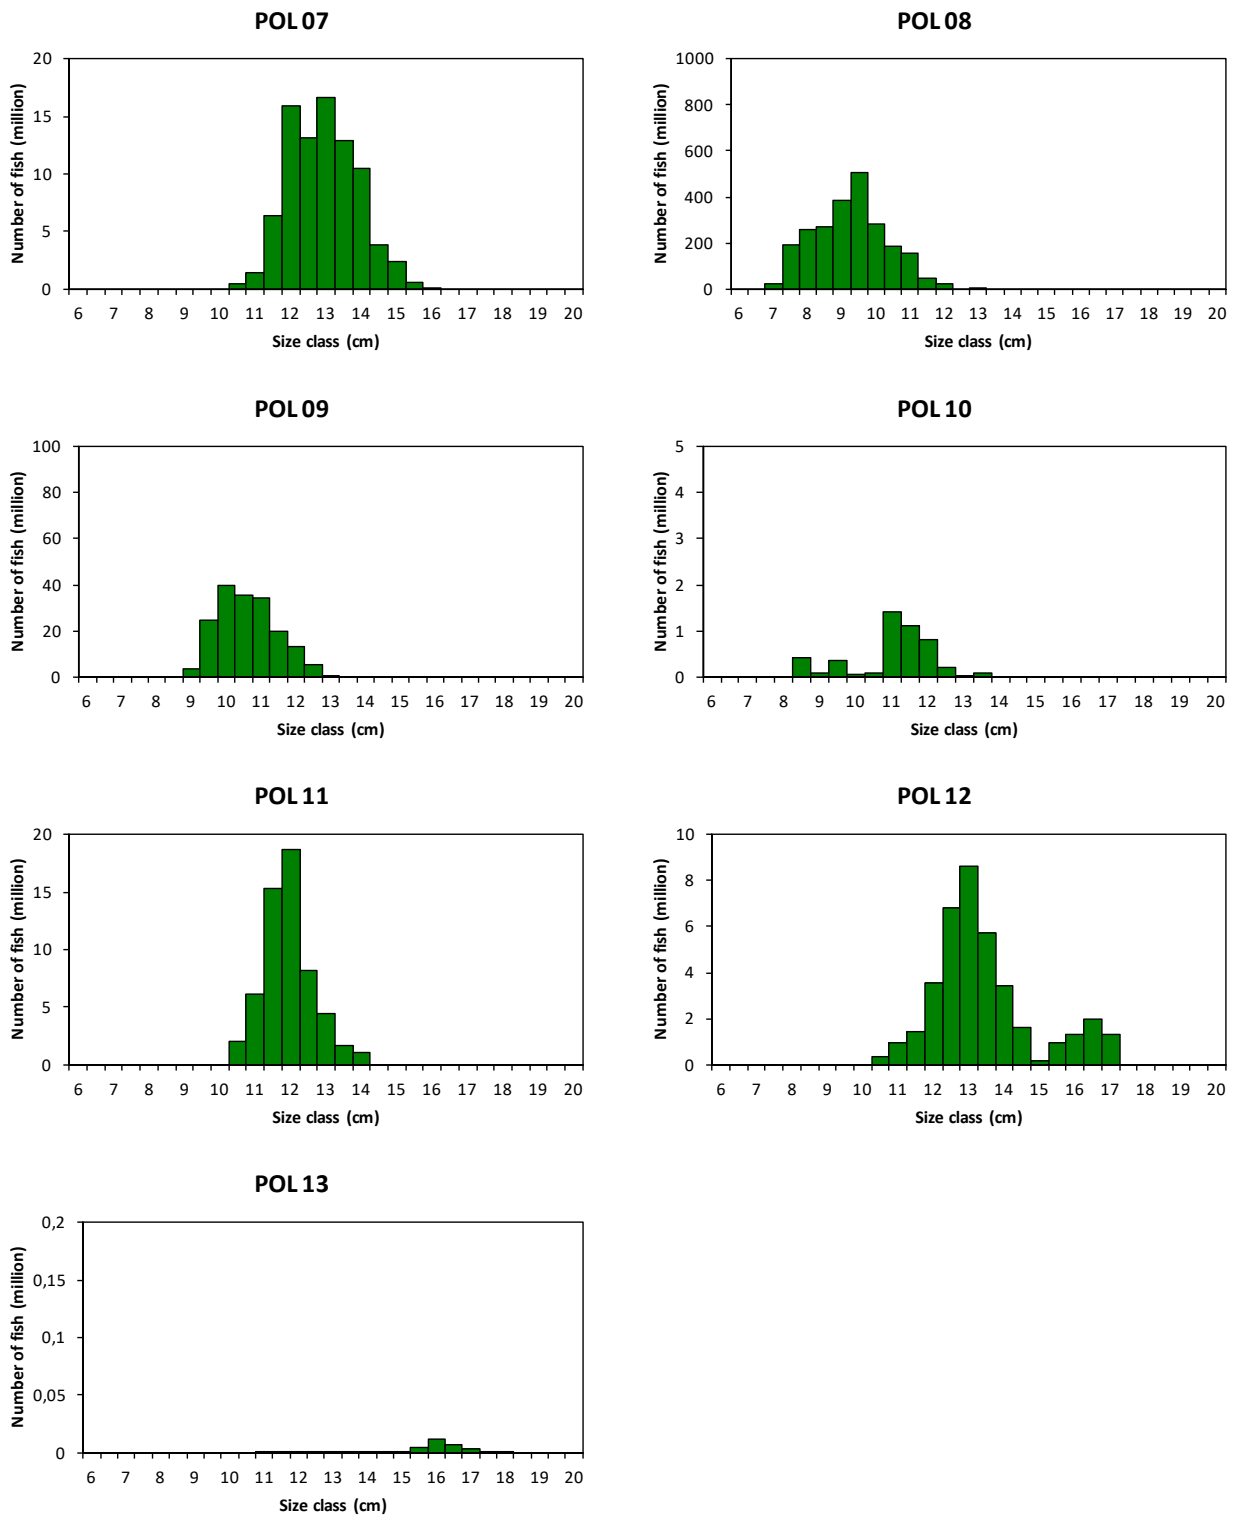 POL 07
Number of fish (million)
20
15
10
5
0
6 7 8 9 10 11 12 13 14 15 16 17 18 19 20
Size class (cm)
POL 08
Number of fish (million)
1000
800
600
400
200
0
6 7 8 9 10 11 12 13 14 15 16 17 18 19 20
Size class (cm)
POL 09
Number of fish (million)
100
80
60
40
20
0
6 7 8 9 10 11 12 13 14 15 16 17 18 19 20
Size class (cm)
POL 10
Number of fish (million)
5
4
3
2
1
0
6 7 8 9 10 11 12 13 14 15 16 17 18 19 20
Size class (cm)
POL 11
Number of fish (million)
20
15
10
5
0
6 7 8 9 10 11 12 13 14 15 16 17 18 19 20
Size class (cm)
POL 12
Number of fish (million)
10
8
6
4
2
0
6 7 8 9 10 11 12 13 14 15 16 17 18 19 20
Size class (cm)
POL 13
Number of fish (million)
0,2
0,15
0,1
0,05
0
6 7 8 9 10 11 12 13 14 15 16 17 18 19 20
Size class (cm)